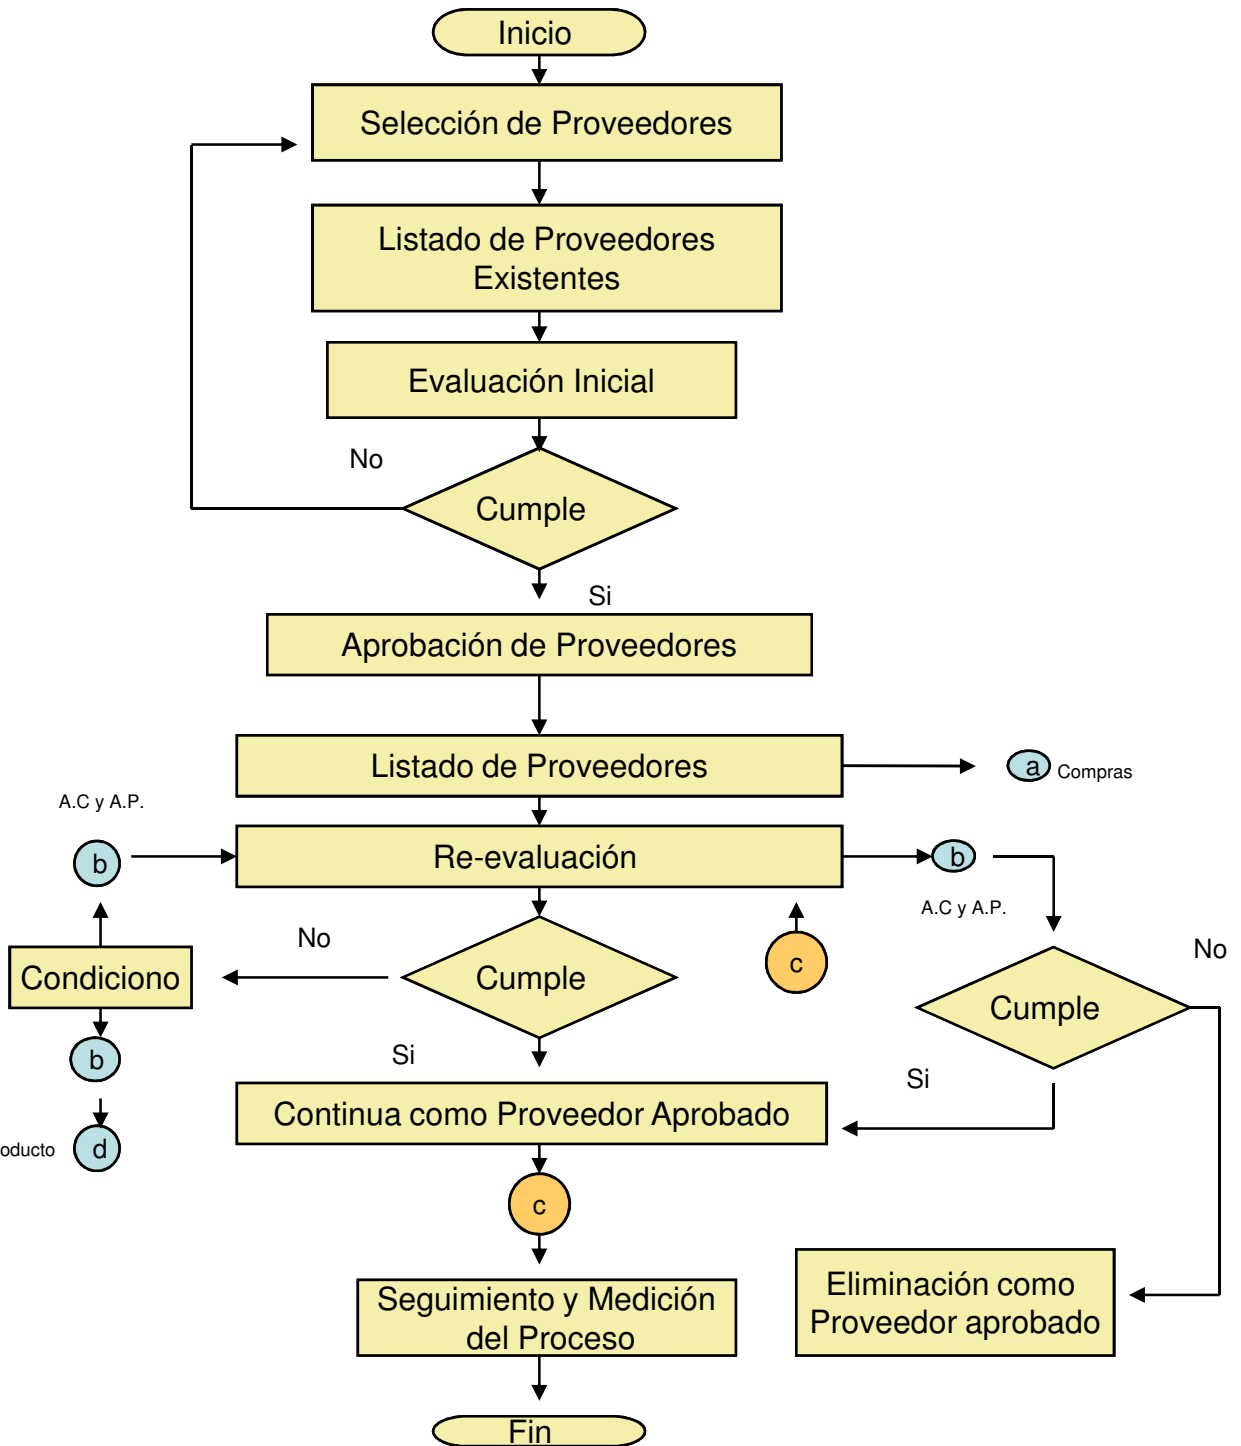 Inicio
Selección de Proveedores
Listado de Proveedores
Existentes
Evaluación Inicial
No
Cumple
Si
Aprobación de Proveedores
Listado de Proveedores
a
Compras
A.C y A.P.
b
Re-evaluación
b
A.C y A.P.
No
c
No
Condiciono
Cumple
Cumple
b
Si
Si
Continua como Proveedor Aprobado
oducto
d
c
Seguimiento y Medición
del Proceso
Eliminación como
Proveedor aprobado
Fin